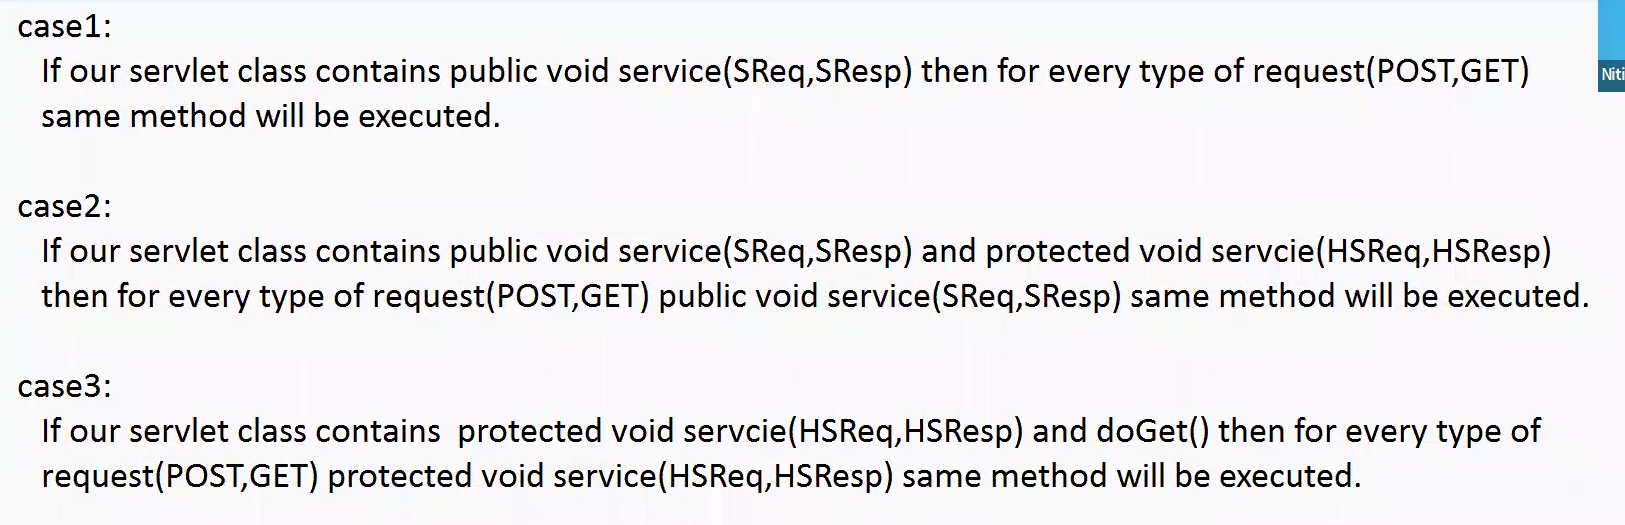 case1:
If our servlet class contains public void service(SReq,SResp) then for every type of request(POST,GET)
same method will be executed.
case2:
If our servlet class contains public void service(SReq,SResp) and protected void servcie(HSReq,HSResp)
then for every type of request(POST,GET) public void service(SReq,SResp) same method will be executed.
case3:
If our servlet class contains  protected void servcie(HSReq,HSResp) and doGet() then for every type of
request(POST,GET) protected void service(HSReq,HSResp) same method will be executed.
Niti